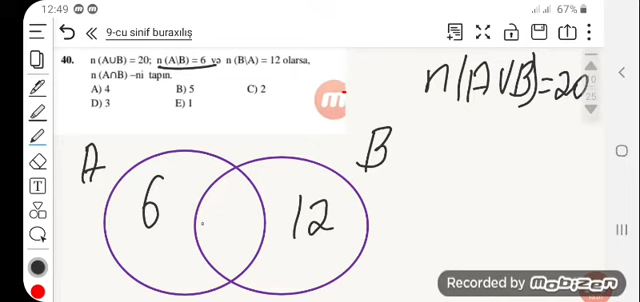 12:49
67%
9-cu sinif buraxılış
40. n (A∪B) = 20; n (A\B) = 6 və n (B\A) = 12 olarsa,
n (A∩B) –ni tapın.
A) 4 B) 5 C) 2
D) 3 E) 1
n(A∪B)=20
25
A B
6 12
T
Recorded by mobizen